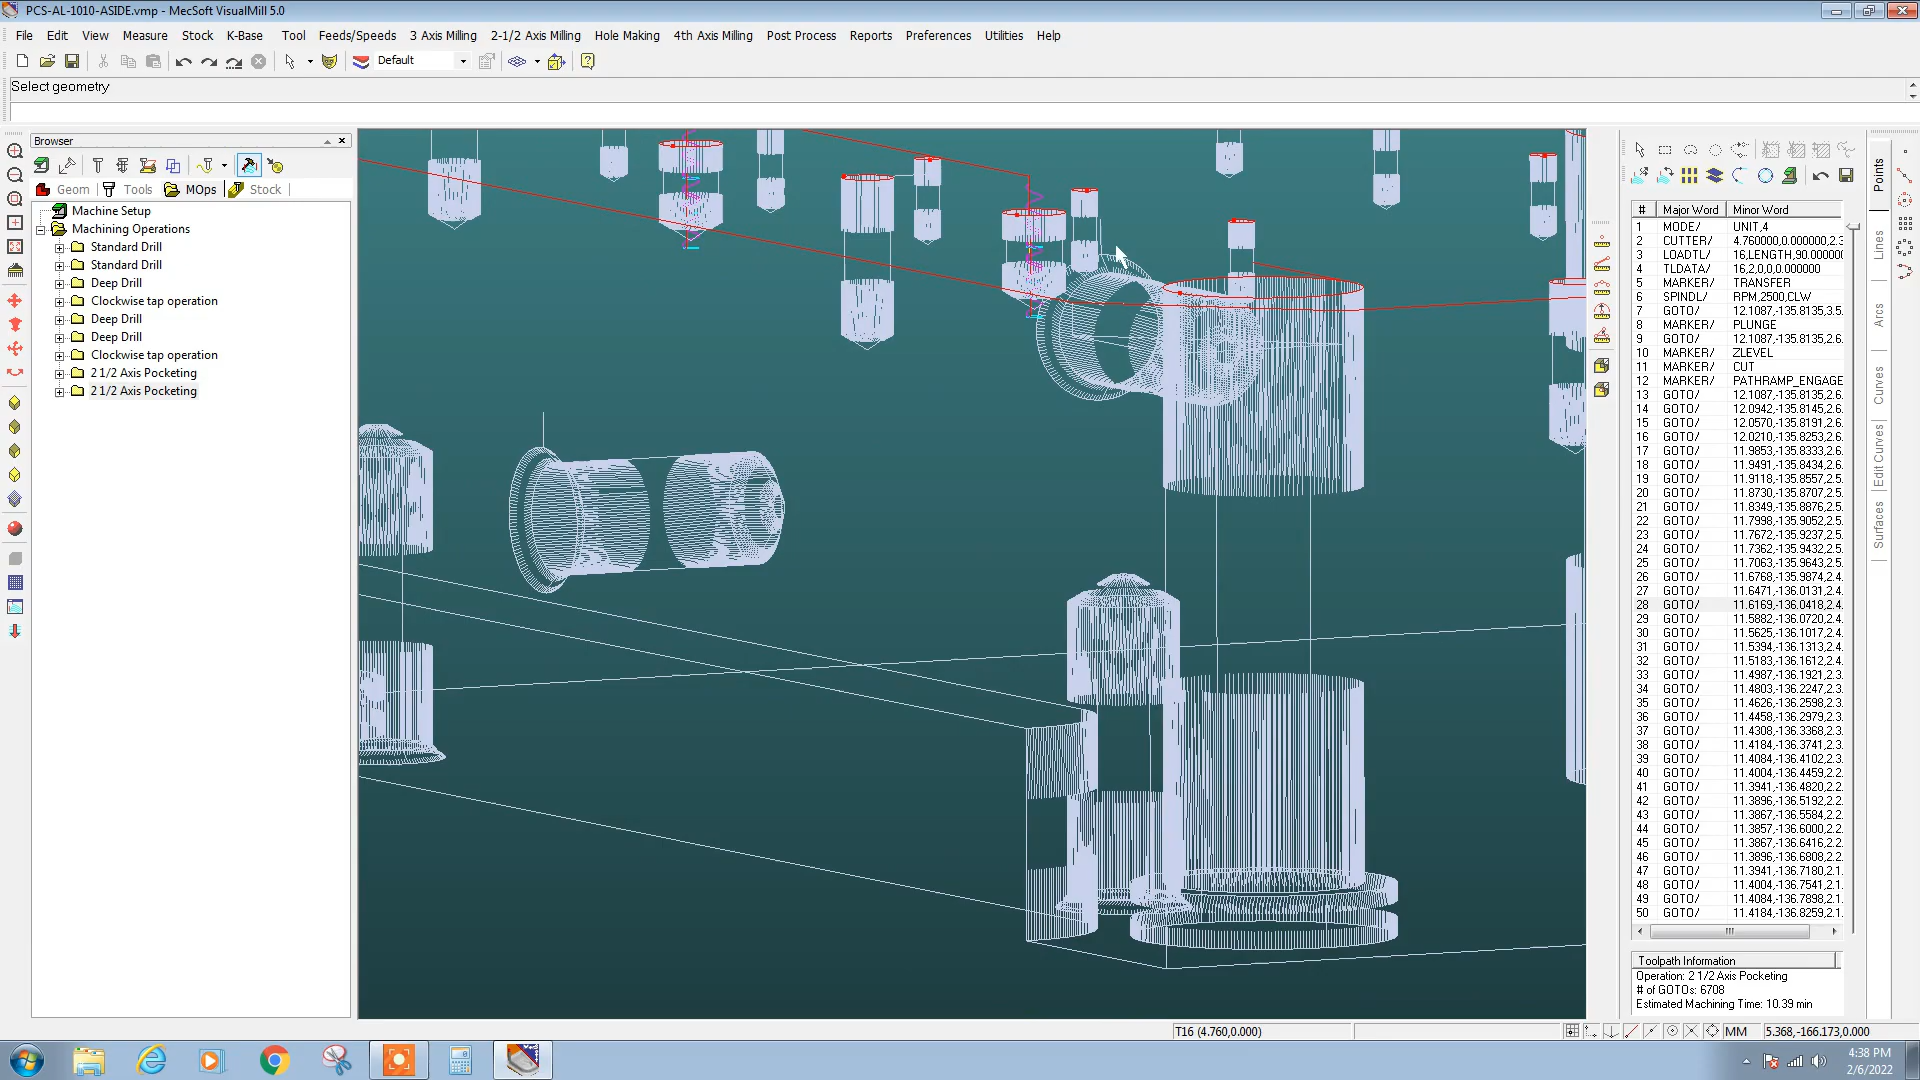 PCS-AL-1010-ASIDE.vmp - MecSoft VisualMill 5.0
File Edit View Measure Stock K-Base Tool Feeds/Speeds 3 Axis Milling 2-1/2 Axis Milling Hole Making 4th Axis Milling Post Process Reports Preferences Utilities Help
Default
Select geometry
Browser
Geom Tools MOps Stock
Machine Setup
Machining Operations
Standard Drill
Standard Drill
Deep Drill
Clockwise tap operation
Deep Drill
Deep Drill
Clockwise tap operation
2 1/2 Axis Pocketing
2 1/2 Axis Pocketing
# Major Word Minor Word
1 MODE/ UNIT,4
2 CUTTER/ 4.760000,0.000000,2.3
3 LOADTL/ 16,LENGTH,90.000000
4 TLDATA/ 16,2,0,0,0.000000
5 MARKER/ TRANSFER
6 SPINDL/ RPM,2500,CLW
7 GOTO/ 12.1087,-135.8135,3.5.
8 MARKER/ PLUNGE
9 GOTO/ 12.1087,-135.8135,2.6.
10 MARKER/ ZLEVEL
11 MARKER/ CUT
12 MARKER/ PATHRAMP_ENGAGE
13 GOTO/ 12.1087,-135.8135,2.6.
14 GOTO/ 12.0942,-135.8145,2.6.
15 GOTO/ 12.0570,-135.8191,2.6.
16 GOTO/ 12.0210,-135.8253,2.6.
17 GOTO/ 11.9853,-135.8333,2.6.
18 GOTO/ 11.9491,-135.8434,2.6.
19 GOTO/ 11.9118,-135.8557,2.5.
20 GOTO/ 11.8730,-135.8707,2.5.
21 GOTO/ 11.8349,-135.8876,2.5.
22 GOTO/ 11.7998,-135.9052,2.5.
23 GOTO/ 11.7672,-135.9237,2.5.
24 GOTO/ 11.7362,-135.9432,2.5.
25 GOTO/ 11.7063,-135.9643,2.5.
26 GOTO/ 11.6768,-135.9874,2.4.
27 GOTO/ 11.6471,-136.0131,2.4.
28 GOTO/ 11.6169,-136.0418,2.4.
29 GOTO/ 11.5882,-136.0720,2.4.
30 GOTO/ 11.5625,-136.1017,2.4.
31 GOTO/ 11.5394,-136.1313,2.4.
32 GOTO/ 11.5183,-136.1612,2.4.
33 GOTO/ 11.4987,-136.1921,2.4.
34 GOTO/ 11.4803,-136.2247,2.3.
35 GOTO/ 11.4626,-136.2598,2.3.
36 GOTO/ 11.4458,-136.2979,2.3.
37 GOTO/ 11.4308,-136.3368,2.3.
38 GOTO/ 11.4184,-136.3741,2.3.
39 GOTO/ 11.4084,-136.4102,2.3.
40 GOTO/ 11.4004,-136.4459,2.2.
41 GOTO/ 11.3941,-136.4820,2.2.
42 GOTO/ 11.3896,-136.5192,2.2.
43 GOTO/ 11.3867,-136.5584,2.2.
44 GOTO/ 11.3857,-136.6000,2.2.
45 GOTO/ 11.3867,-136.6416,2.2.
46 GOTO/ 11.3896,-136.6808,2.2.
47 GOTO/ 11.3941,-136.7180,2.1.
48 GOTO/ 11.4004,-136.7541,2.1.
49 GOTO/ 11.4084,-136.7898,2.1.
50 GOTO/ 11.4184,-136.8259,2.1.
Points
Lines
Arcs
Curves
Edit Curves
Surfaces
Toolpath Information
Operation: 2 1/2 Axis Pocketing
# of GOTOs: 6708
Estimated Machining Time: 10.39 min
T16 (4.760,0.000)
MM
5.368,-166.173,0.000
4:38 PM
2/6/2022